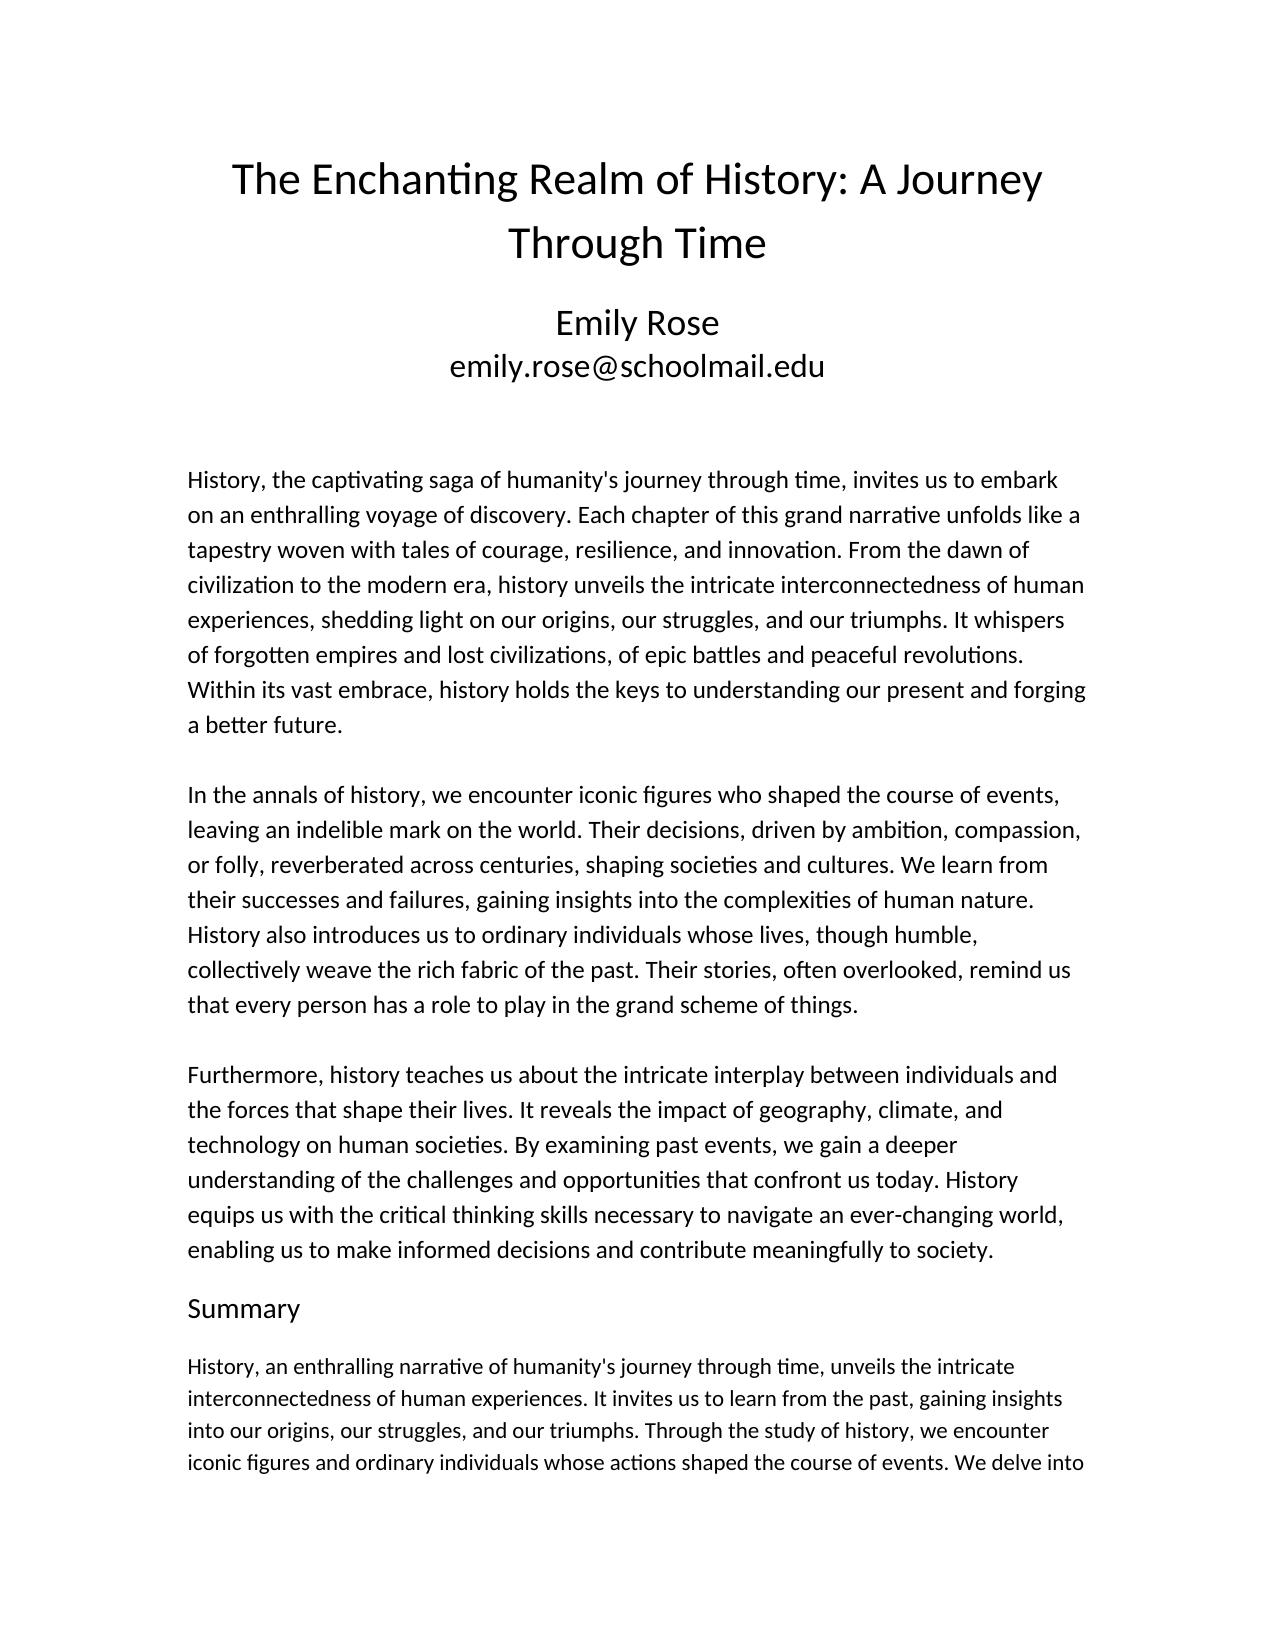 The Enchanting Realm of History: A Journey
Through Time
Emily Rose
emily.rose@schoolmail.edu
History, the captivating saga of humanity's journey through time, invites us to embark
on an enthralling voyage of discovery. Each chapter of this grand narrative unfolds like a
tapestry woven with tales of courage, resilience, and innovation. From the dawn of
civilization to the modern era, history unveils the intricate interconnectedness of human
experiences, shedding light on our origins, our struggles, and our triumphs. It whispers
of forgotten empires and lost civilizations, of epic battles and peaceful revolutions.
Within its vast embrace, history holds the keys to understanding our present and forging
a better future.
In the annals of history, we encounter iconic figures who shaped the course of events,
leaving an indelible mark on the world. Their decisions, driven by ambition, compassion,
or folly, reverberated across centuries, shaping societies and cultures. We learn from
their successes and failures, gaining insights into the complexities of human nature.
History also introduces us to ordinary individuals whose lives, though humble,
collectively weave the rich fabric of the past. Their stories, often overlooked, remind us
that every person has a role to play in the grand scheme of things.
Furthermore, history teaches us about the intricate interplay between individuals and
the forces that shape their lives. It reveals the impact of geography, climate, and
technology on human societies. By examining past events, we gain a deeper
understanding of the challenges and opportunities that confront us today. History
equips us with the critical thinking skills necessary to navigate an ever-changing world,
enabling us to make informed decisions and contribute meaningfully to society.
Summary
History, an enthralling narrative of humanity's journey through time, unveils the intricate
interconnectedness of human experiences. It invites us to learn from the past, gaining insights
into our origins, our struggles, and our triumphs. Through the study of history, we encounter
iconic figures and ordinary individuals whose actions shaped the course of events. We delve into